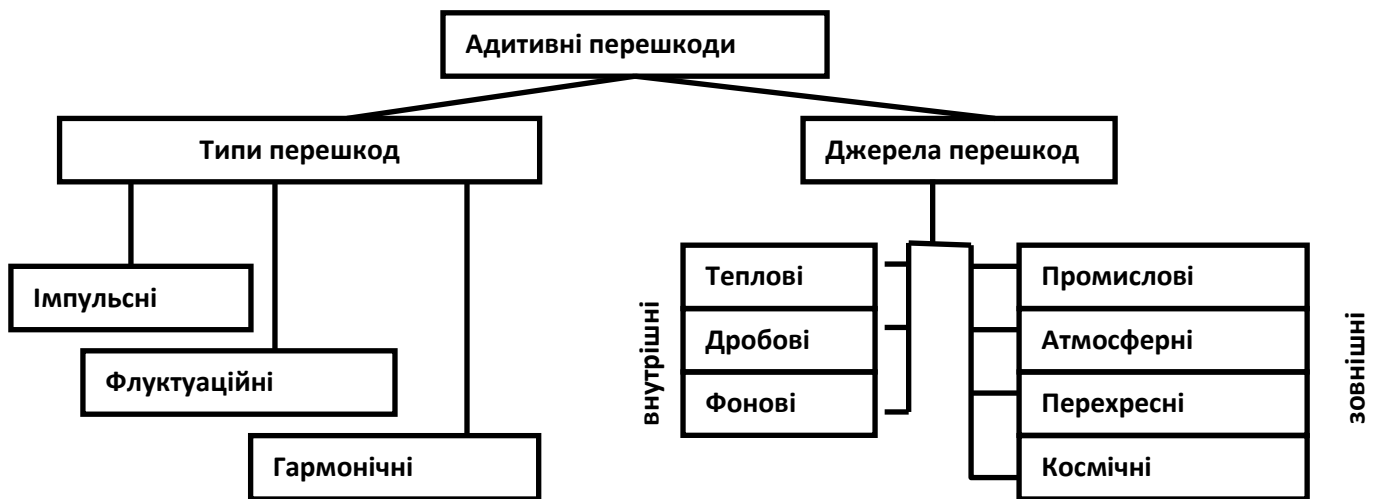 Адитивні перешкоди
Типи перешкод
Джерела перешкод
Імпульсні
Флуктуаційні
Гармонічні
внутрішні
Теплові
Дробові
Фонові
Промислові
Атмосферні
Перехресні
Космічні
зовнішні